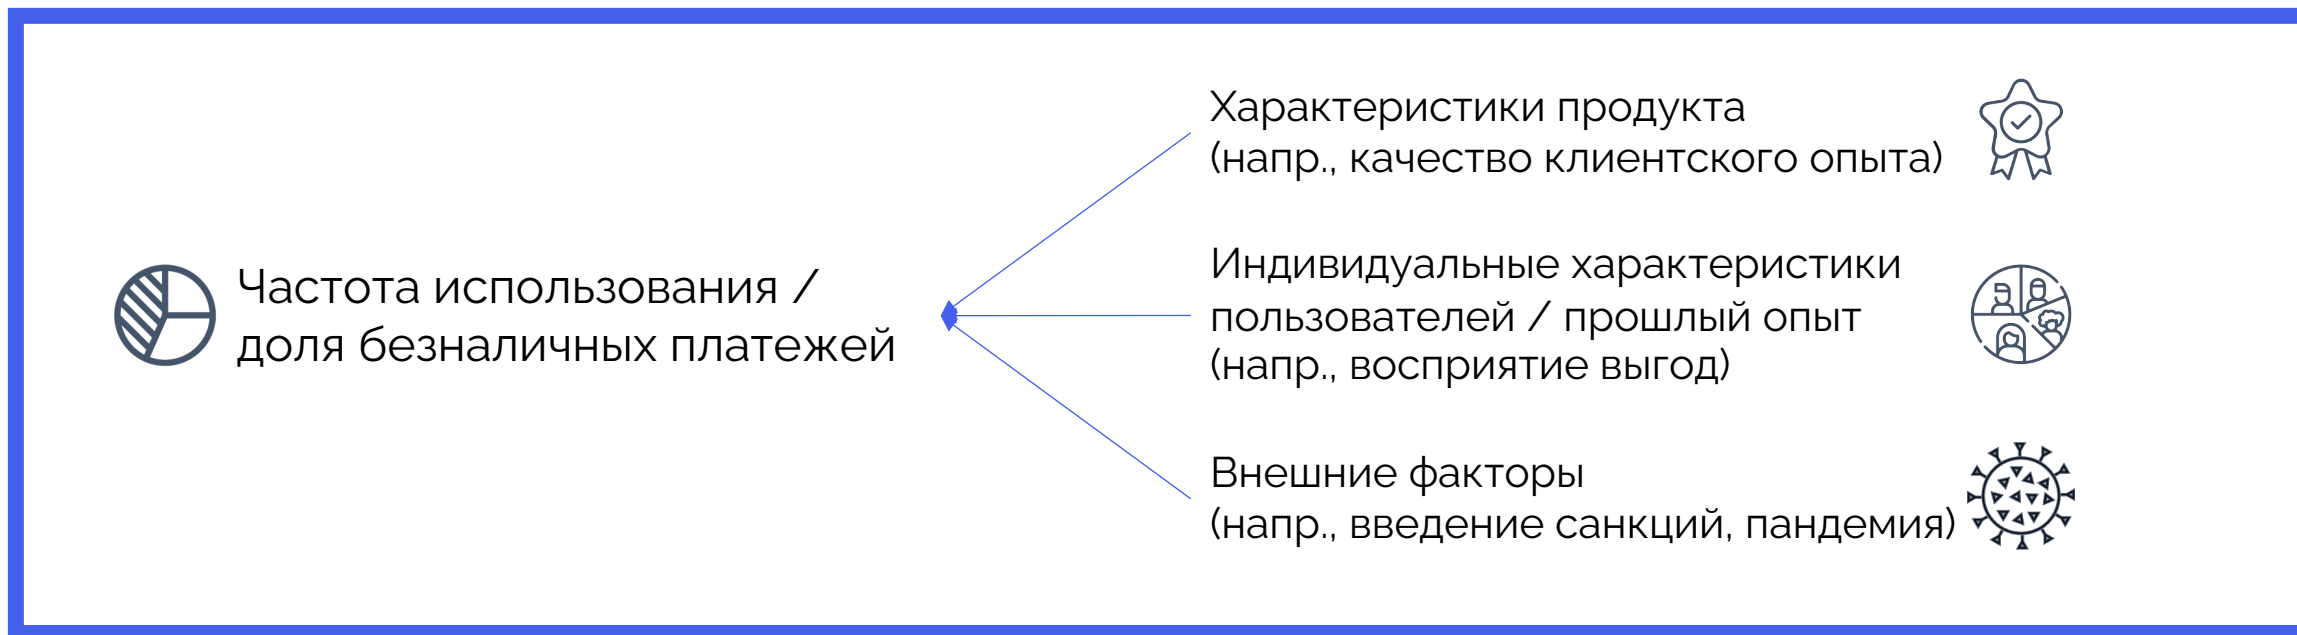 Частота использования /
доля безналичных платежей
Характеристики продукта
(напр., качество клиентского опыта)
Индивидуальные характеристики
пользователей / прошлый опыт
(напр., восприятие выгод)
Внешние факторы
(напр., введение санкций, пандемия)